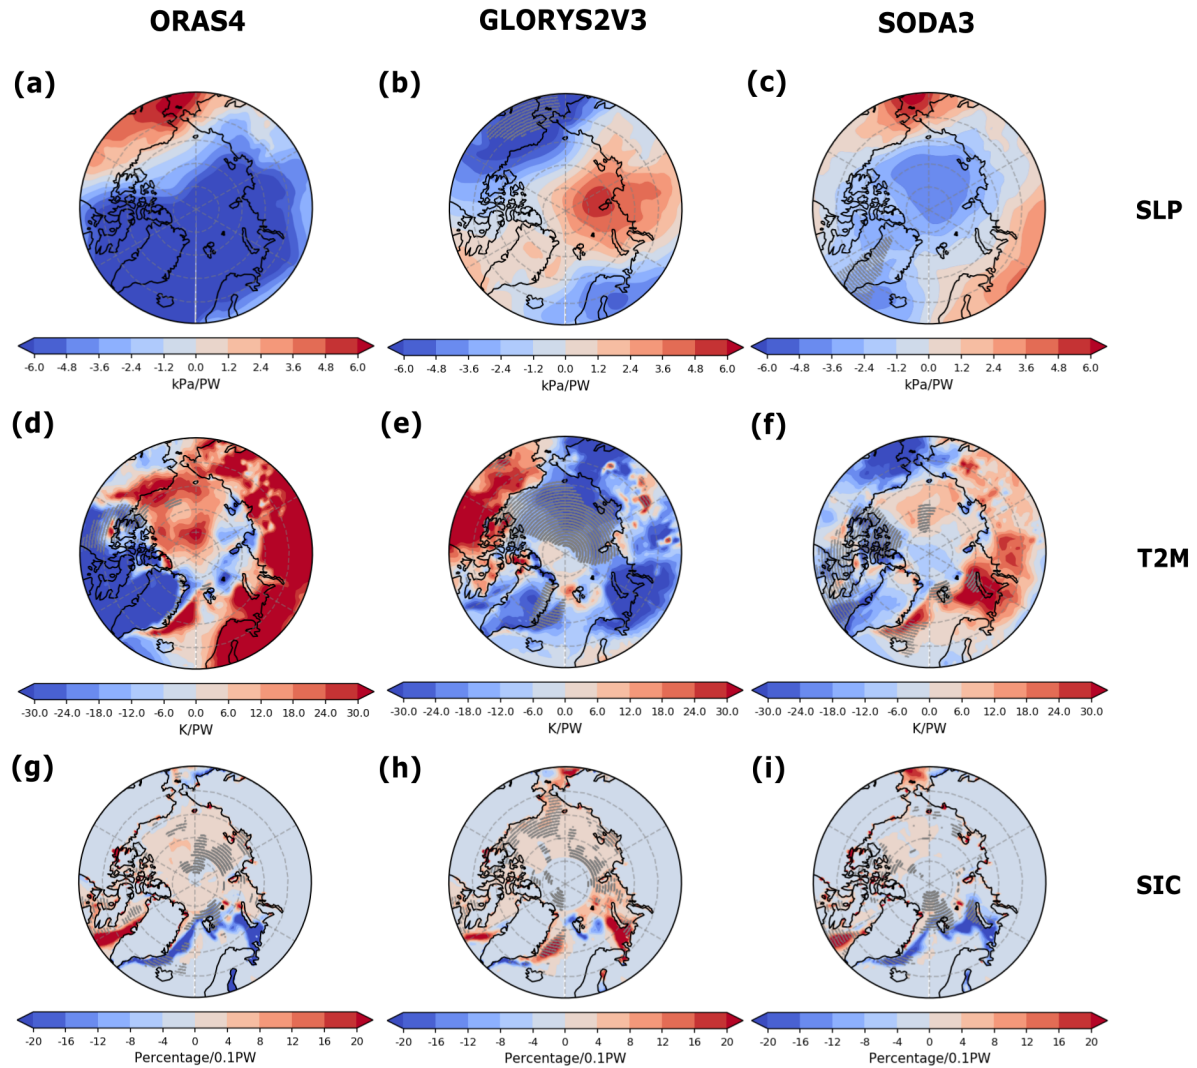 ORAS4 GLORYS2V3 SODA3
(a) (b) (c)
SLP
-6.0 -4.8 -3.6 -2.4 -1.2 0.0 1.2 2.4 3.6 4.8 6.0
kPa/PW
-6.0 -4.8 -3.6 -2.4 -1.2 0.0 1.2 2.4 3.6 4.8 6.0
kPa/PW
-6.0 -4.8 -3.6 -2.4 -1.2 0.0 1.2 2.4 3.6 4.8 6.0
kPa/PW
(d) (e) (f)
T2M
-30.0 -24.0 -18.0 -12.0 -6.0 0.0 6.0 12.0 18.0 24.0 30.0
K/PW
-30.0 -24.0 -18.0 -12.0 -6.0 0.0 6.0 12.0 18.0 24.0 30.0
K/PW
-30.0 -24.0 -18.0 -12.0 -6.0 0.0 6.0 12.0 18.0 24.0 30.0
K/PW
(g) (h) (i)
SIC
-20 -16 -12 -8 -4 0 4 8 12 16 20
Percentage/0.1PW
-20 -16 -12 -8 -4 0 4 8 12 16 20
Percentage/0.1PW
-20 -16 -12 -8 -4 0 4 8 12 16 20
Percentage/0.1PW